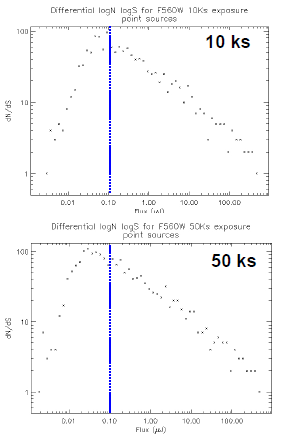 Differential logN logS for F560W 10Ks exposure
point sources
10 ks
100
10
1
dN/dS
0.01 0.10 1.00 10.00 100.00
Flux (μJ)
Differential logN logS for F560W 50Ks exposure
point sources
50 ks
100
10
1
dN/dS
0.01 0.10 1.00 10.00 100.00
Flux (μJ)